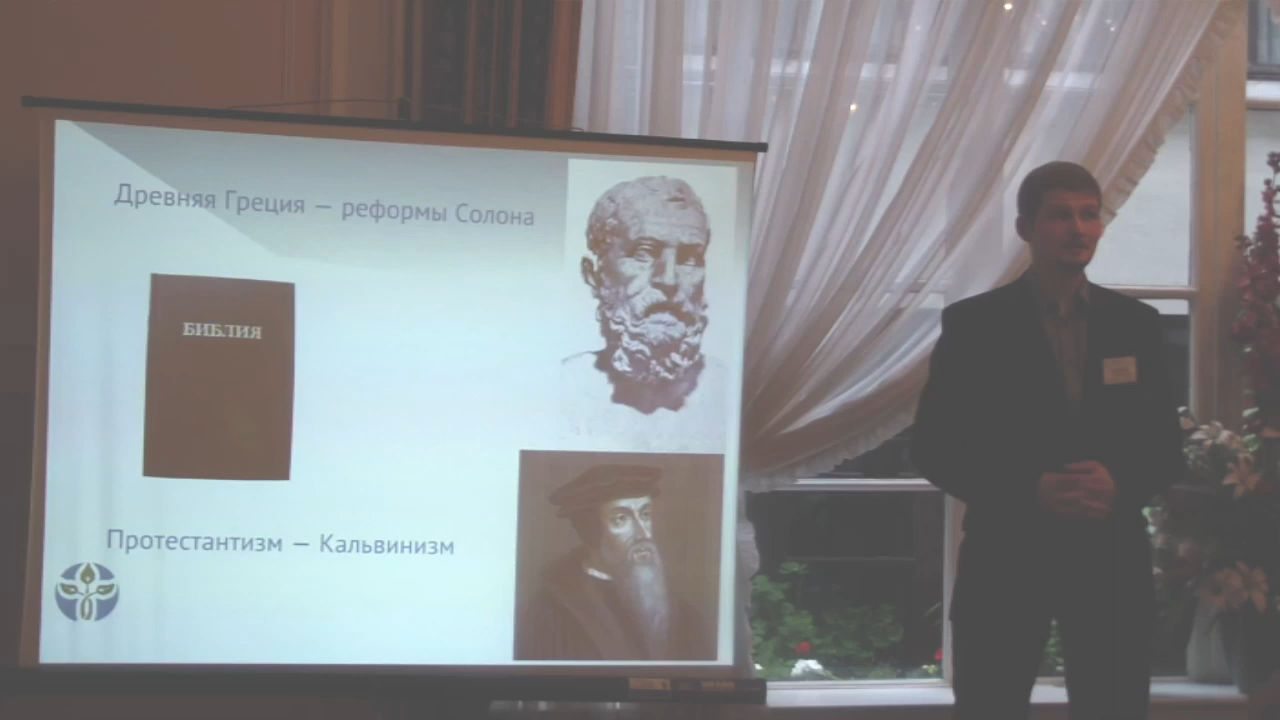 Древняя Греция — реформы Солона
БИБЛИЯ
Протестантизм — Кальвинизм